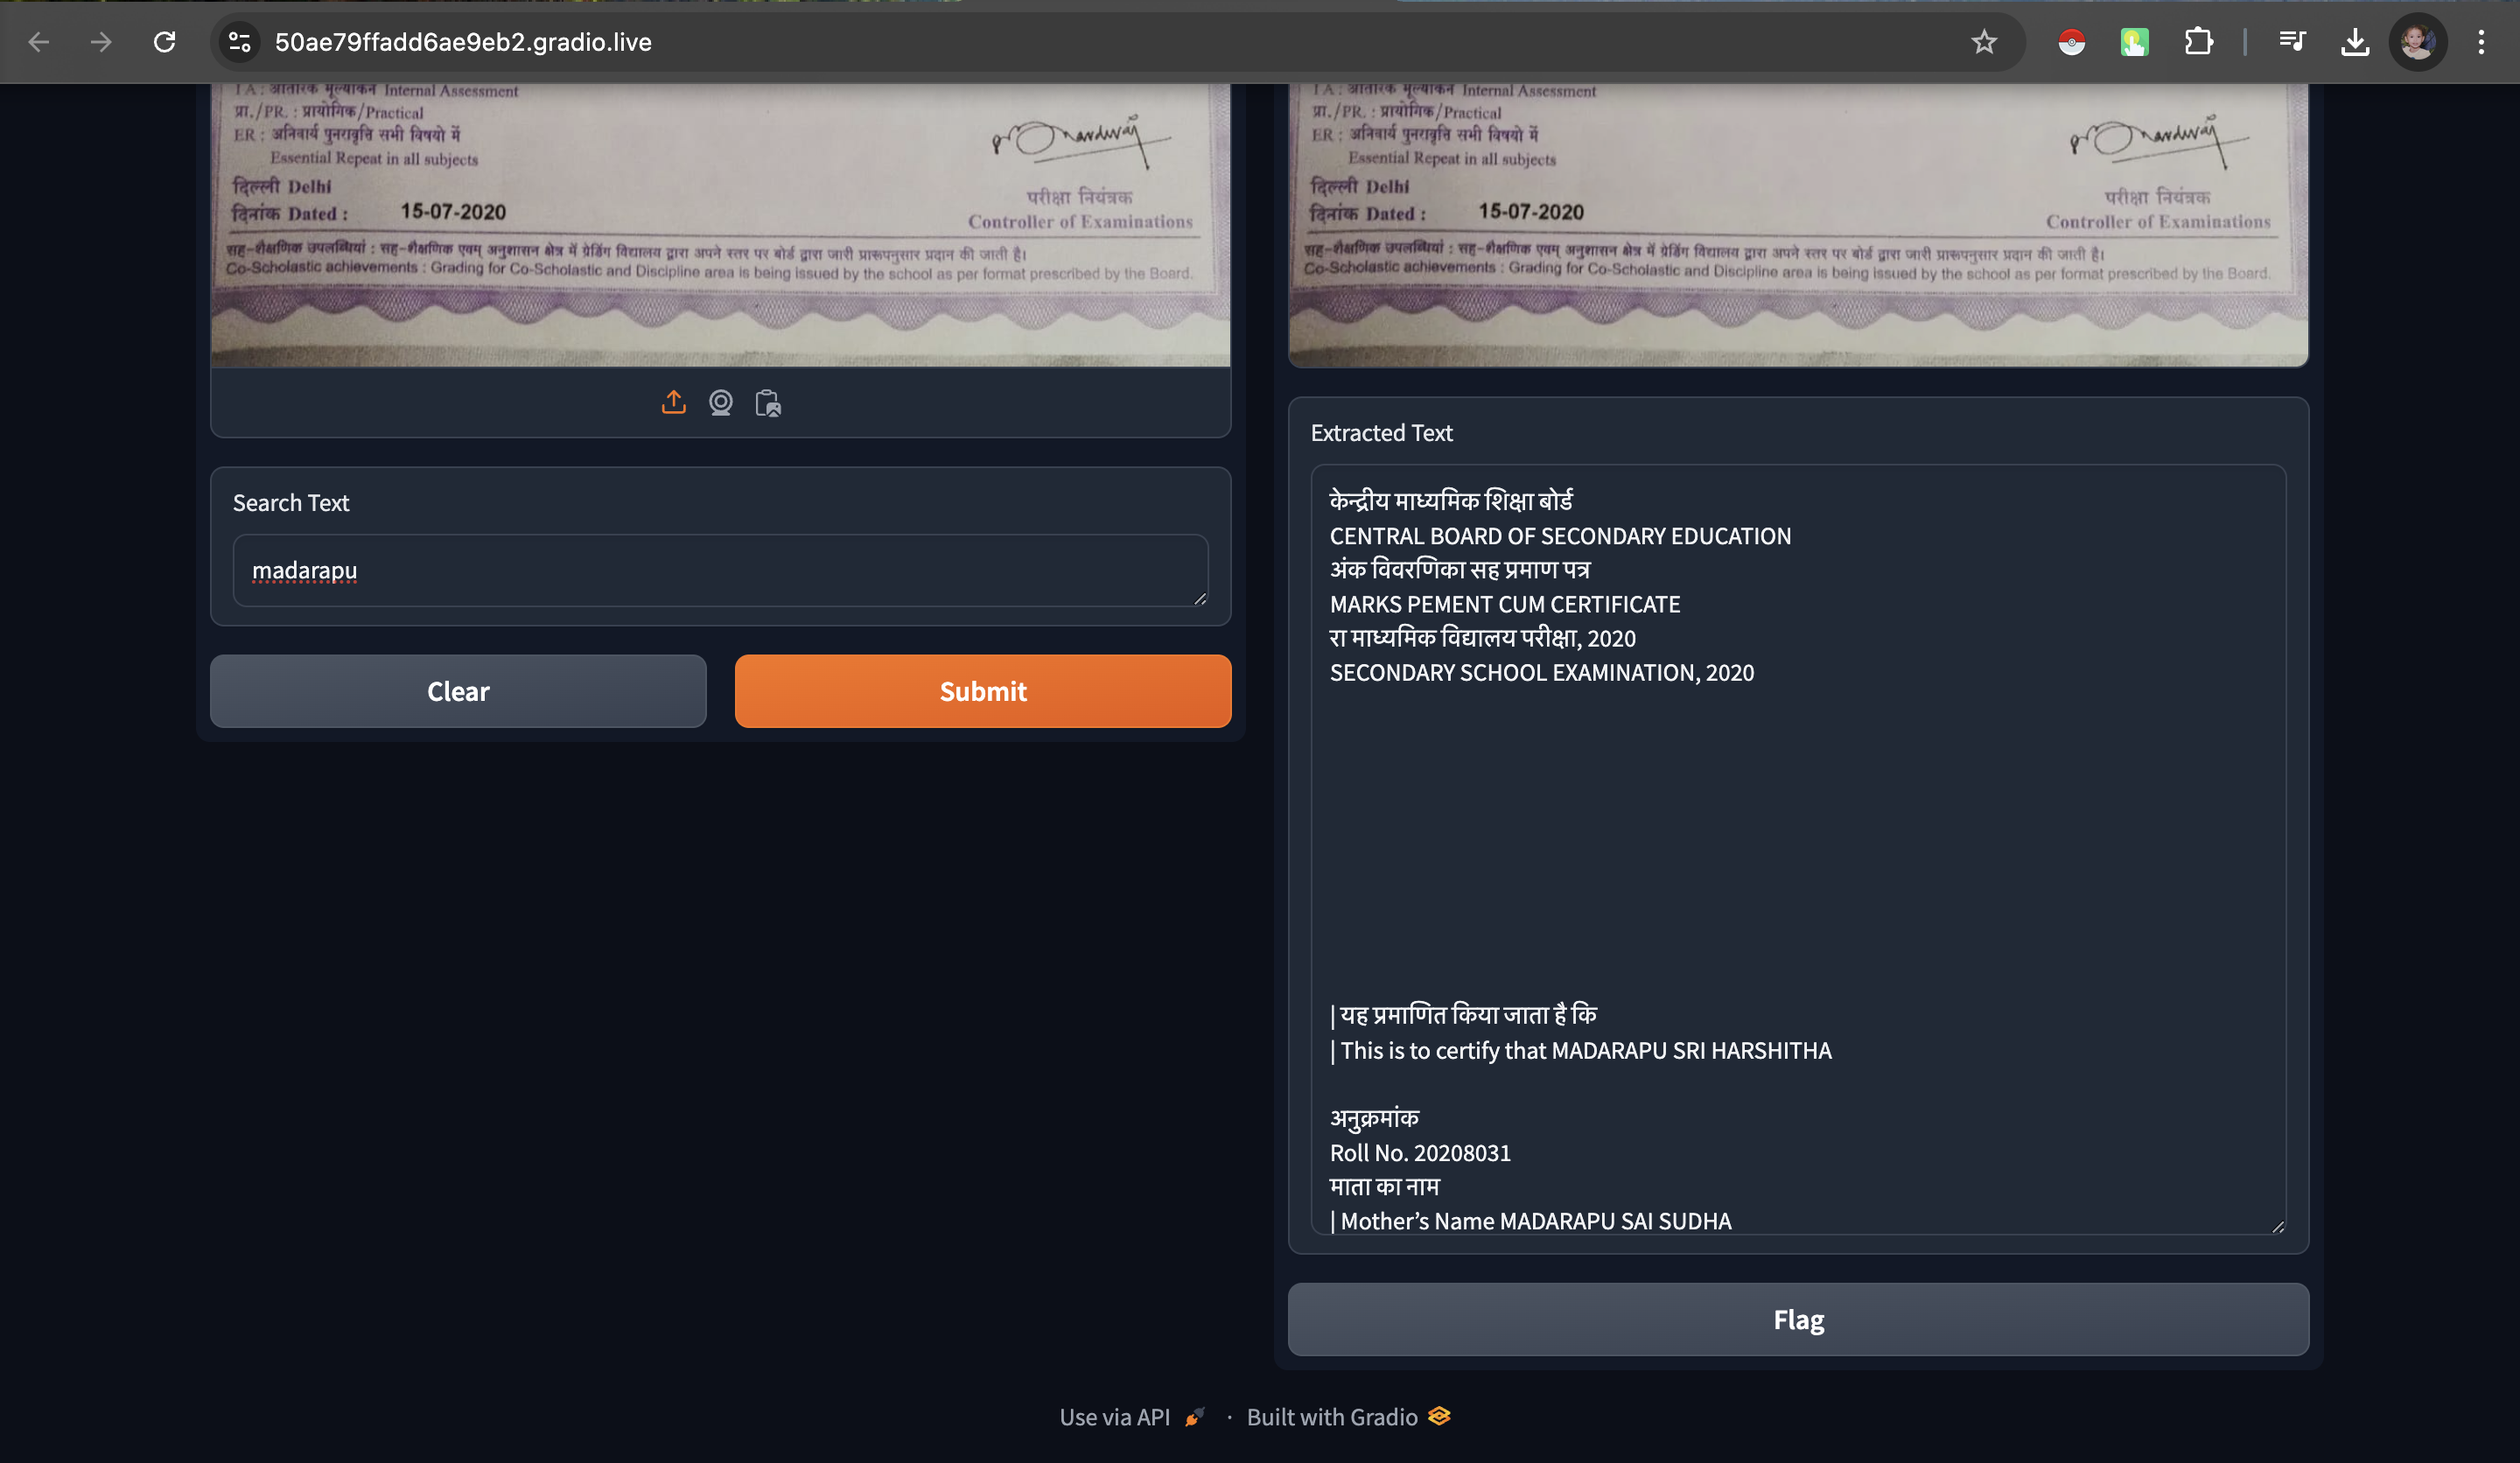 50ae79ffadd6ae9eb2.gradio.live
I A : आंतरिक मूल्यांकन Internal Assessment
प्रा./PR. : प्रायोगिक/Practical
ER : अनिवार्य पुनरावृत्ति सभी विषयो में
Essential Repeat in all subjects
दिल्ली Delhi
दिनांक Dated : 15-07-2020
परीक्षा नियंत्रक
Controller of Examinations
सह-शैक्षणिक उपलब्धियां : सह-शैक्षणिक एवम् अनुशासन क्षेत्र में ग्रेडिंग विद्यालय द्वारा अपने स्तर पर बोर्ड द्वारा जारी प्रारूपनुसार प्रदान की जाती है।
Co-Scholastic achievements : Grading for Co-Scholastic and Discipline area is being issued by the school as per format prescribed by the Board.
Search Text
madarapu
Clear
Submit
I A : आंतरिक मूल्यांकन Internal Assessment
प्रा./PR. : प्रायोगिक/Practical
ER : अनिवार्य पुनरावृत्ति सभी विषयो में
Essential Repeat in all subjects
दिल्ली Delhi
दिनांक Dated : 15-07-2020
परीक्षा नियंत्रक
Controller of Examinations
सह-शैक्षणिक उपलब्धियां : सह-शैक्षणिक एवम् अनुशासन क्षेत्र में ग्रेडिंग विद्यालय द्वारा अपने स्तर पर बोर्ड द्वारा जारी प्रारूपनुसार प्रदान की जाती है।
Co-Scholastic achievements : Grading for Co-Scholastic and Discipline area is being issued by the school as per format prescribed by the Board.
Extracted Text
केन्द्रीय माध्यमिक शिक्षा बोर्ड
CENTRAL BOARD OF SECONDARY EDUCATION
अंक विवरणिका सह प्रमाण पत्र
MARKS PEMENT CUM CERTIFICATE
रा माध्यमिक विद्यालय परीक्षा, 2020
SECONDARY SCHOOL EXAMINATION, 2020
| यह प्रमाणित किया जाता है कि
| This is to certify that MADARAPU SRI HARSHITHA
अनुक्रमांक
Roll No. 20208031
माता का नाम
| Mother’s Name MADARAPU SAI SUDHA
Flag
Use via API · Built with Gradio